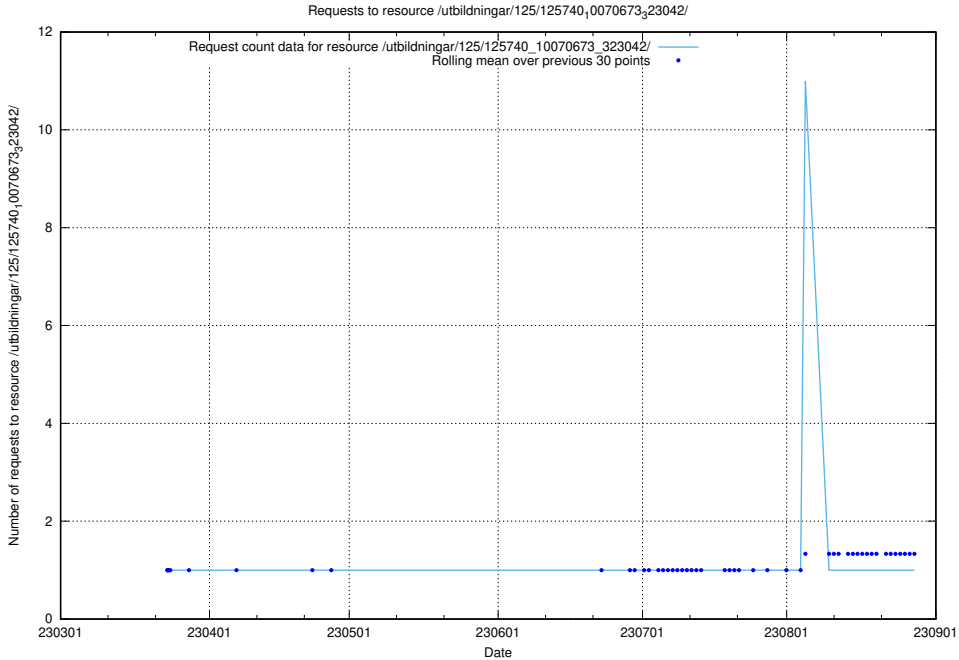 Requests to resource /utbildningar/125/125740₁0070673₃23042/
Request count data for resource /utbildningar/125/125740_10070673_323042/
Rolling mean over previous 30 points
Number of requests to resource /utbildningar/125/125740₁0070673₃23042/
12
10
8
6
4
2
0
230301 230401 230501 230601 230701 230801 230901
Date